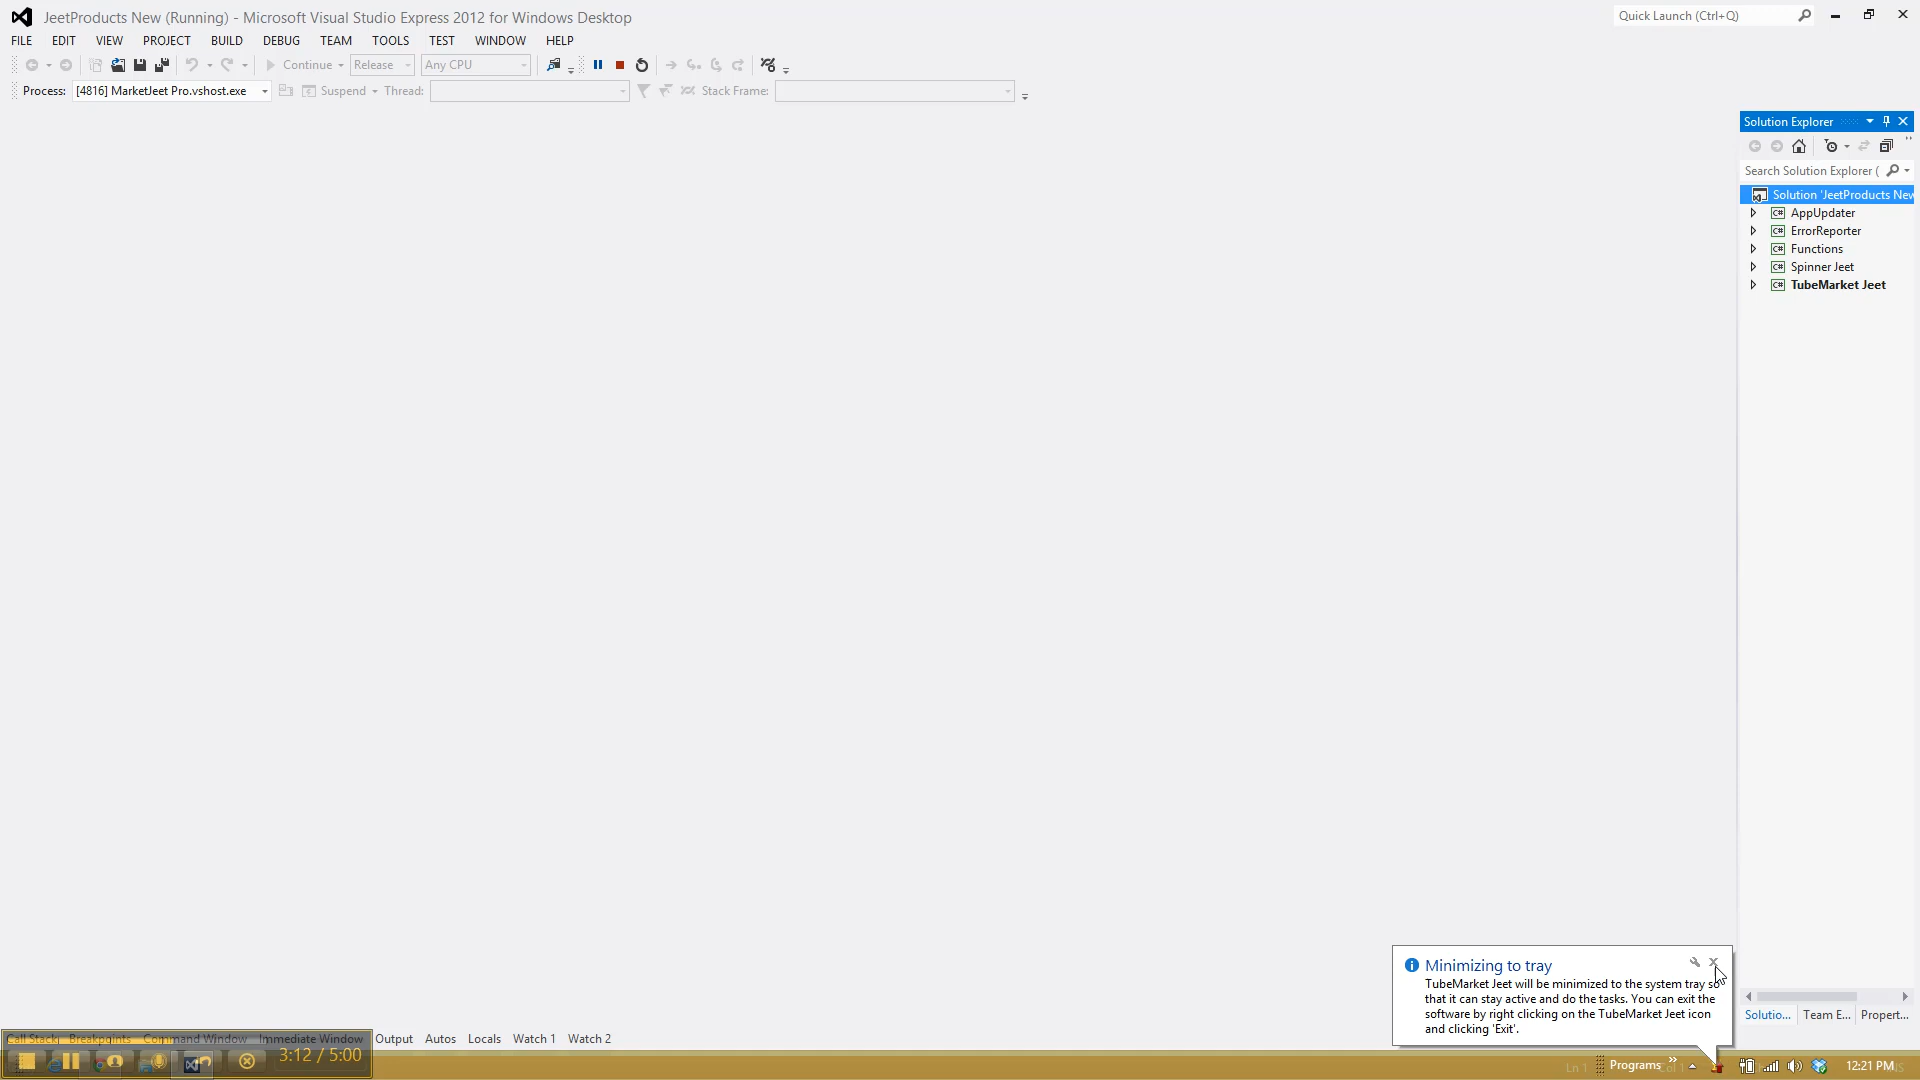 JeetProducts New (Running) - Microsoft Visual Studio Express 2012 for Windows Desktop
Quick Launch (Ctrl+Q)
FILE EDIT VIEW PROJECT BUILD DEBUG TEAM TOOLS TEST WINDOW HELP
Continue Release Any CPU
Process: [4816] MarketJeet Pro.vshost.exe Suspend Thread: Stack Frame:
Solution Explorer
Search Solution Explorer (
Solution 'JeetProducts New
C# AppUpdater
C# ErrorReporter
C# Functions
C# Spinner Jeet
C# TubeMarket Jeet
Minimizing to tray
TubeMarket Jeet will be minimized to the system tray so
that it can stay active and do the tasks. You can exit the
software by right clicking on the TubeMarket Jeet icon
and clicking 'Exit'.
Solutio... Team E... Propert...
Call Stack Breakpoints Command Window Immediate Window Output Autos Locals Watch 1 Watch 2
3:12 / 5:00
Ln 1 Programs Col 1 12:21 PM